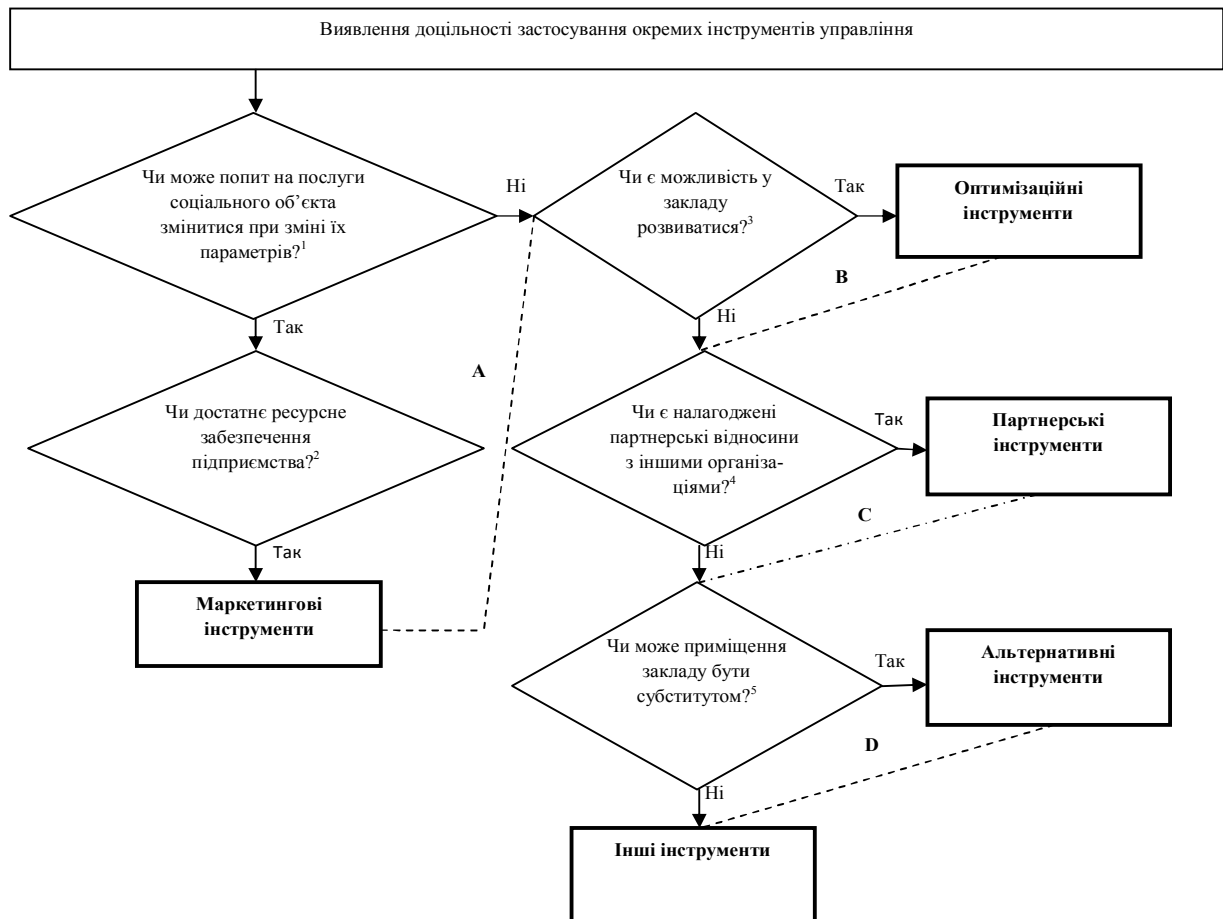 Виявлення доцільності застосування окремих інструментів управління
Чи може попит на послуги
соціального об’єкта
змінитися при зміні їх
параметрів?¹
Ні
Чи є можливість у
закладу
розвиватися?³
Так
Оптимізаційні
інструменти
B
Так
Ні
A
Чи достатнє ресурсне
забезпечення
підприємства?²
Чи є налагоджені
партнерські відносини
з іншими організа-
ціями?⁴
Так
Партнерські
інструменти
C
Так
Ні
Маркетингові
інструменти
Чи може приміщення
закладу бути
субститутом?⁵
Так
Альтернативні
інструменти
D
Ні
Інші інструменти